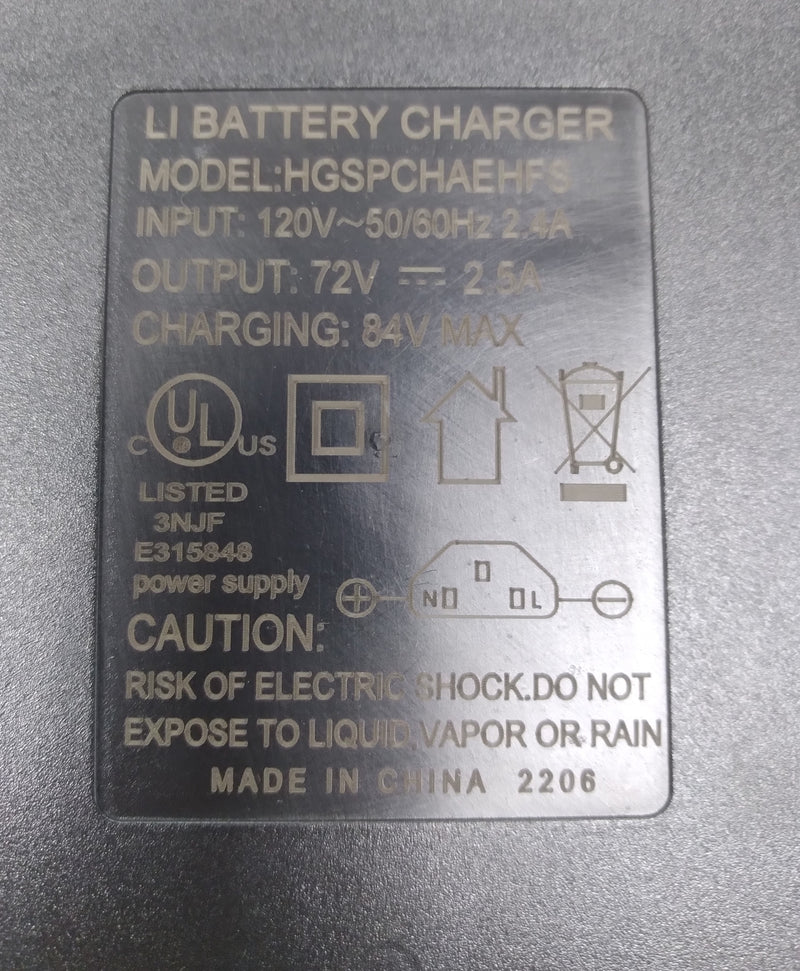 LI BATTERY CHARGER
MODEL:HGSPCHAEHFS
INPUT: 120V~50/60Hz 2.4A
OUTPUT: 72V ⎓ 2.5A
CHARGING: 84V MAX
C UL US
LISTED
3NJF
E315848
power supply
N L
CAUTION:
RISK OF ELECTRIC SHOCK.DO NOT
EXPOSE TO LIQUID,VAPOR OR RAIN
MADE IN CHINA 2206